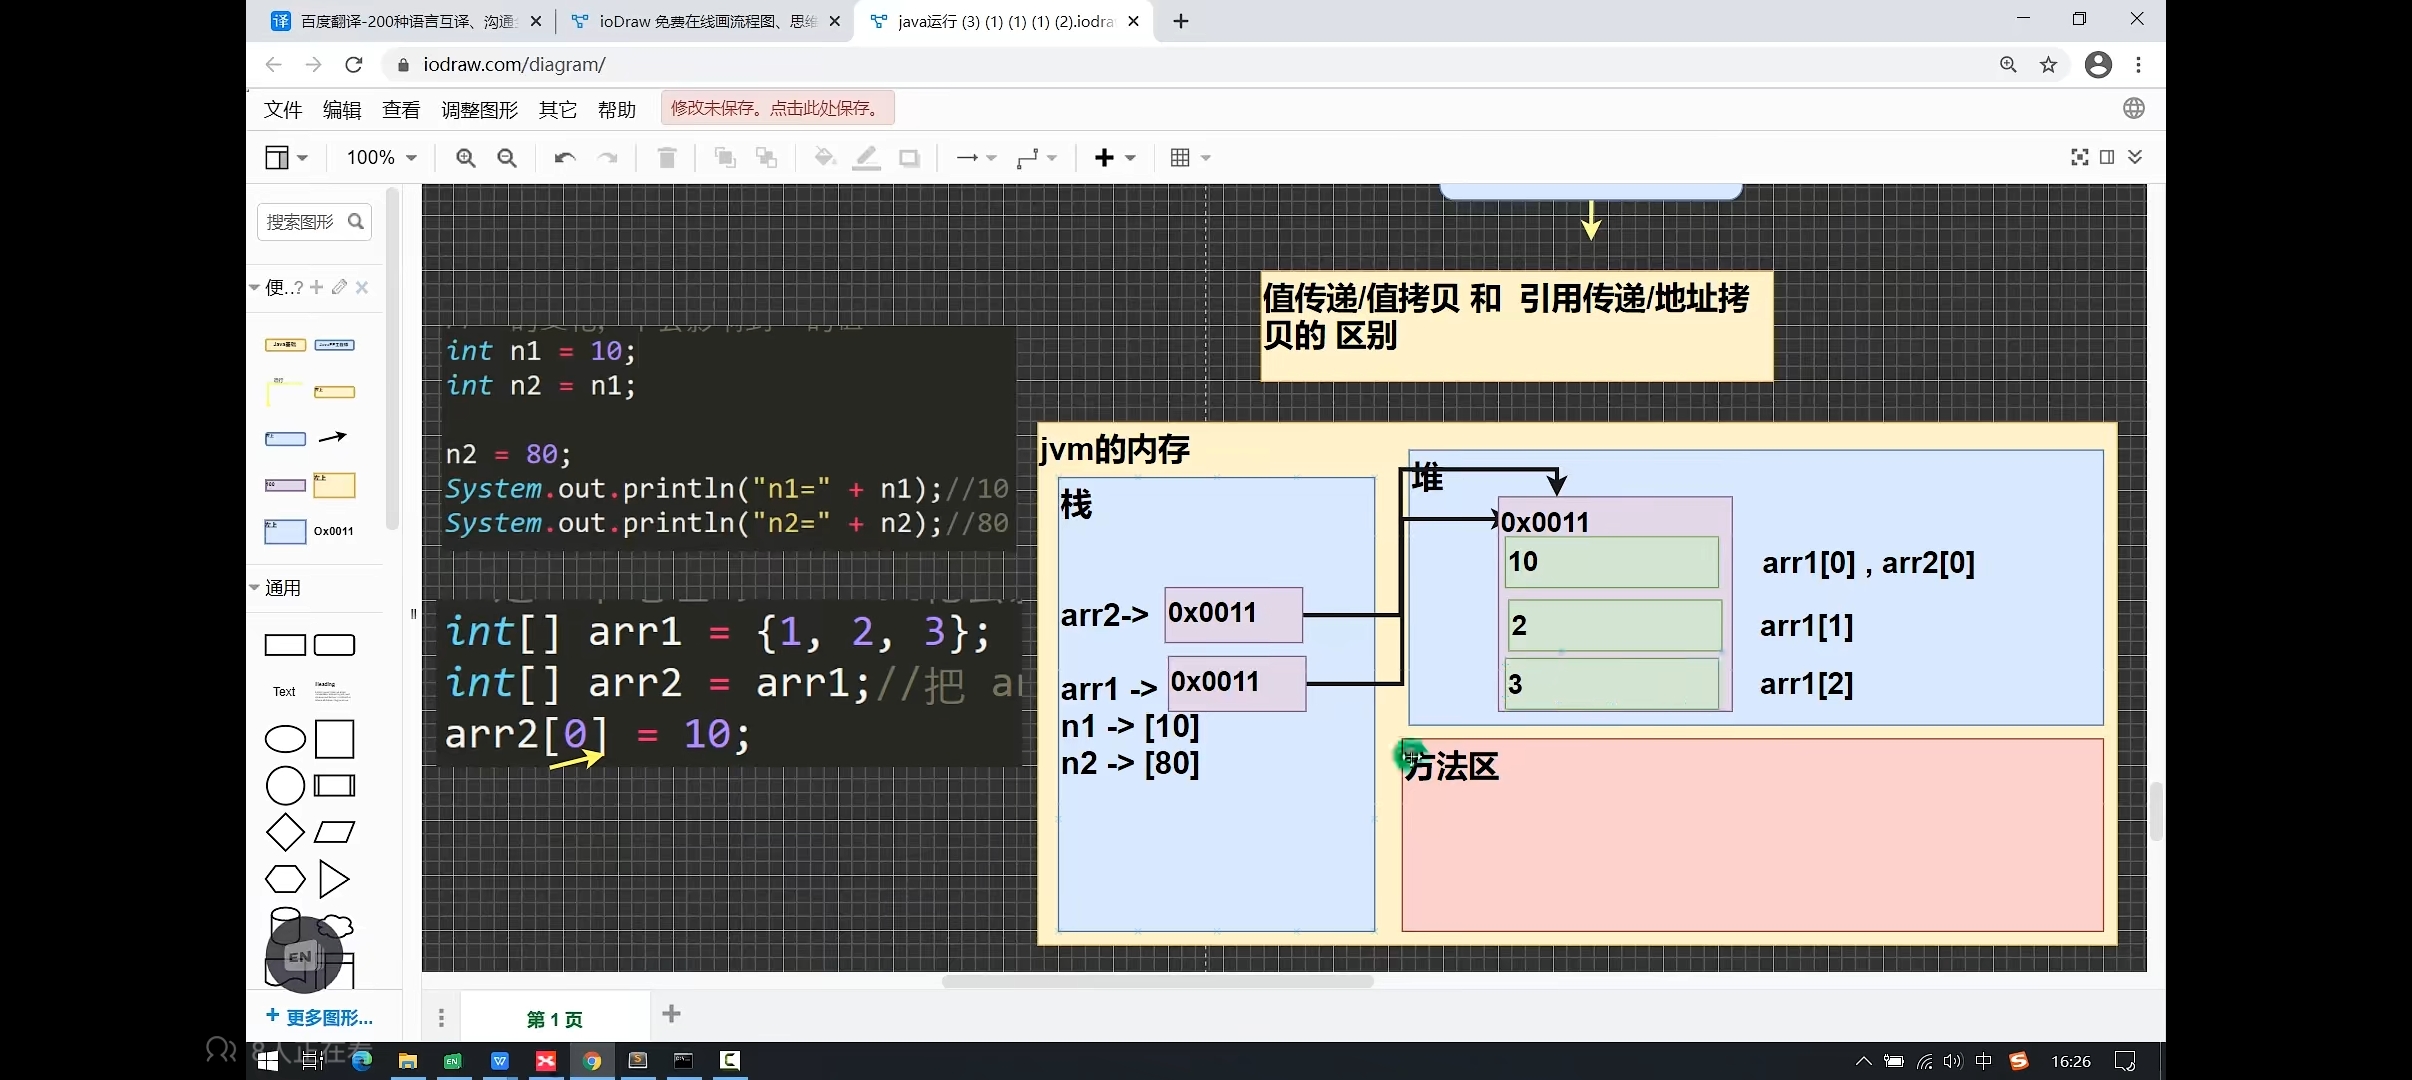 百度翻译-200种语言互译、沟通
ioDraw 免费在线画流程图、思维
java运行 (3) (1) (1) (1) (2).iodra
iodraw.com/diagram/
文件 编辑 查看 调整图形 其它 帮助 修改未保存。点击此处保存。
100%
搜索图形
便..?
0x0011
通用
Text
Heading
更多图形...
值传递/值拷贝 和 引用传递/地址拷
贝的 区别
int n1 = 10;
int n2 = n1;
n2 = 80;
System.out.println("n1=" + n1);//10
System.out.println("n2=" + n2);//80
int[] arr1 = {1, 2, 3};
int[] arr2 = arr1;//把
arr2[0] = 10;
jvm的内存
栈
arr2-> 0x0011
arr1 -> 0x0011
n1 -> [10]
n2 -> [80]
堆
0x0011
10 arr1[0] , arr2[0]
2 arr1[1]
3 arr1[2]
方法区
第 1 页
EN
8人正在看
中
16:26